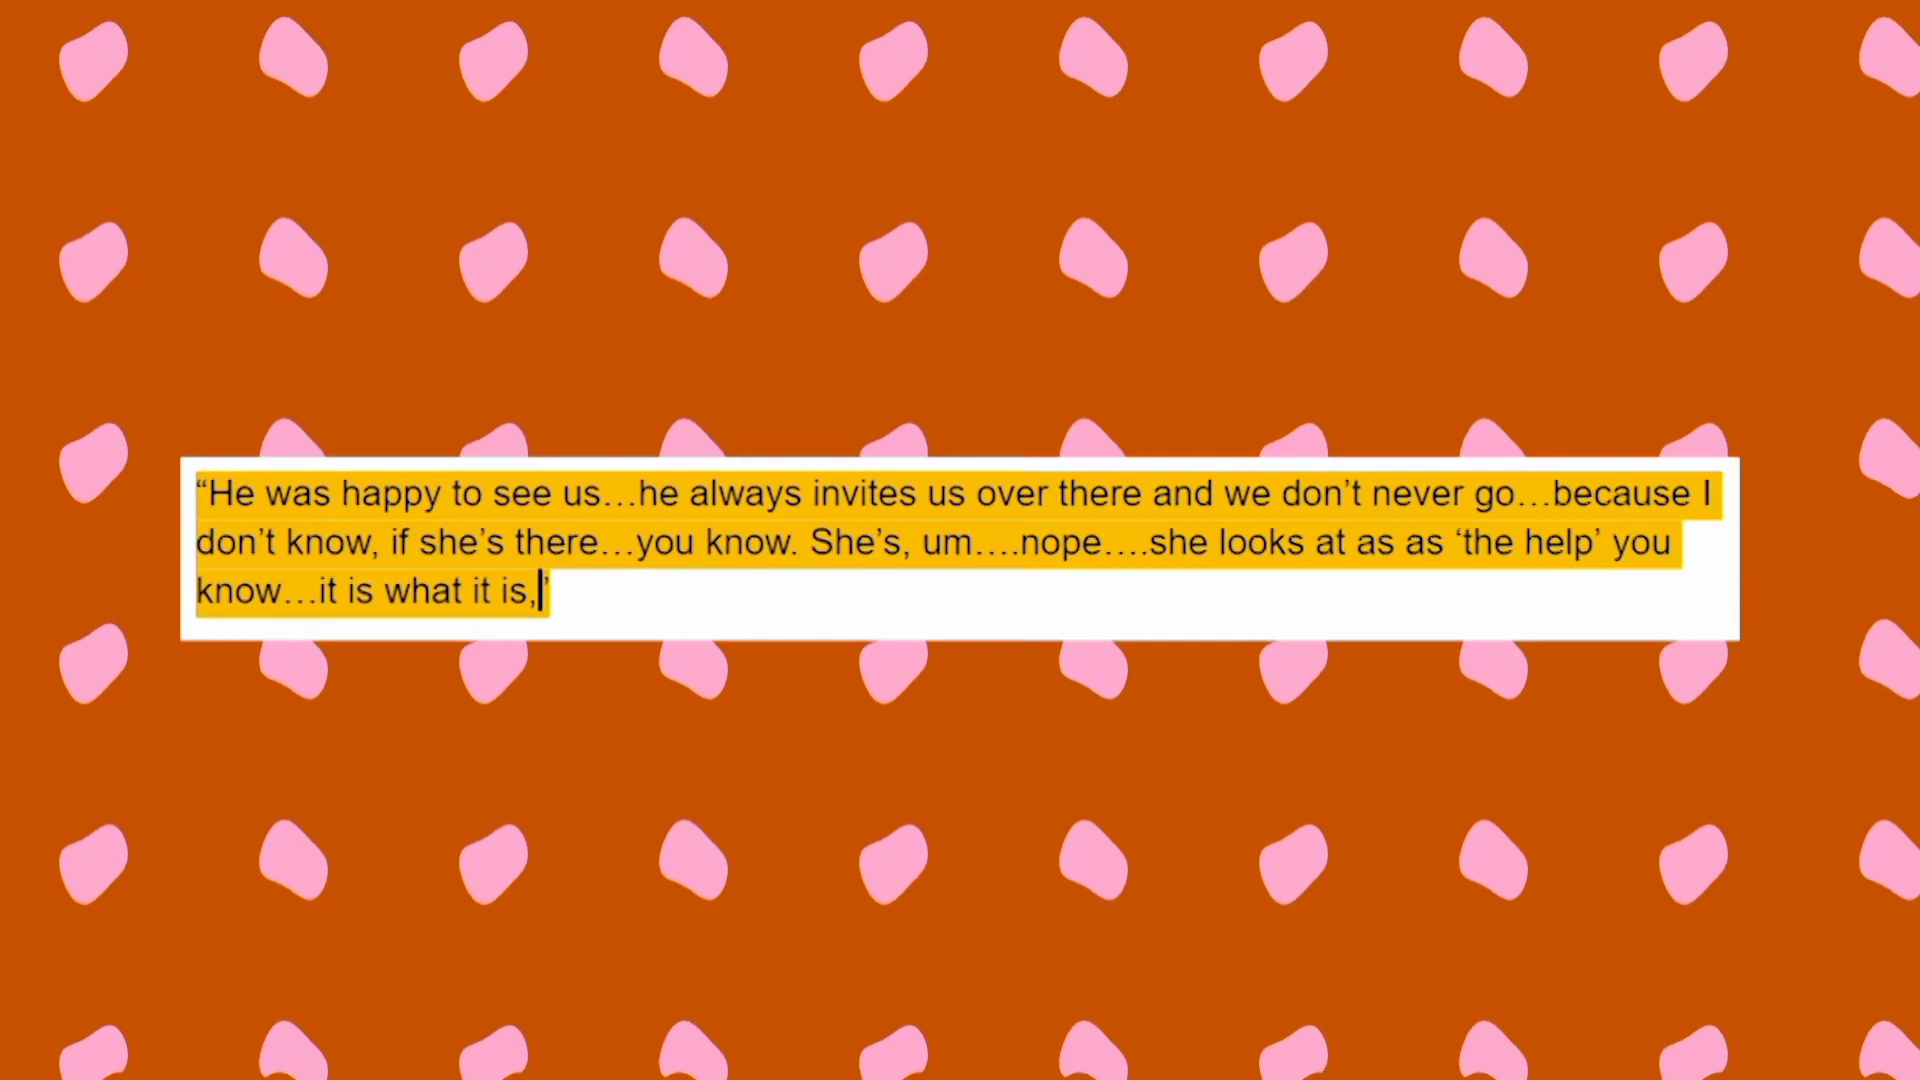 “He was happy to see us…he always invites us over there and we don’t never go…because I
don’t know, if she’s there…you know. She’s, um….nope….she looks at as as ‘the help’ you
know…it is what it is,’